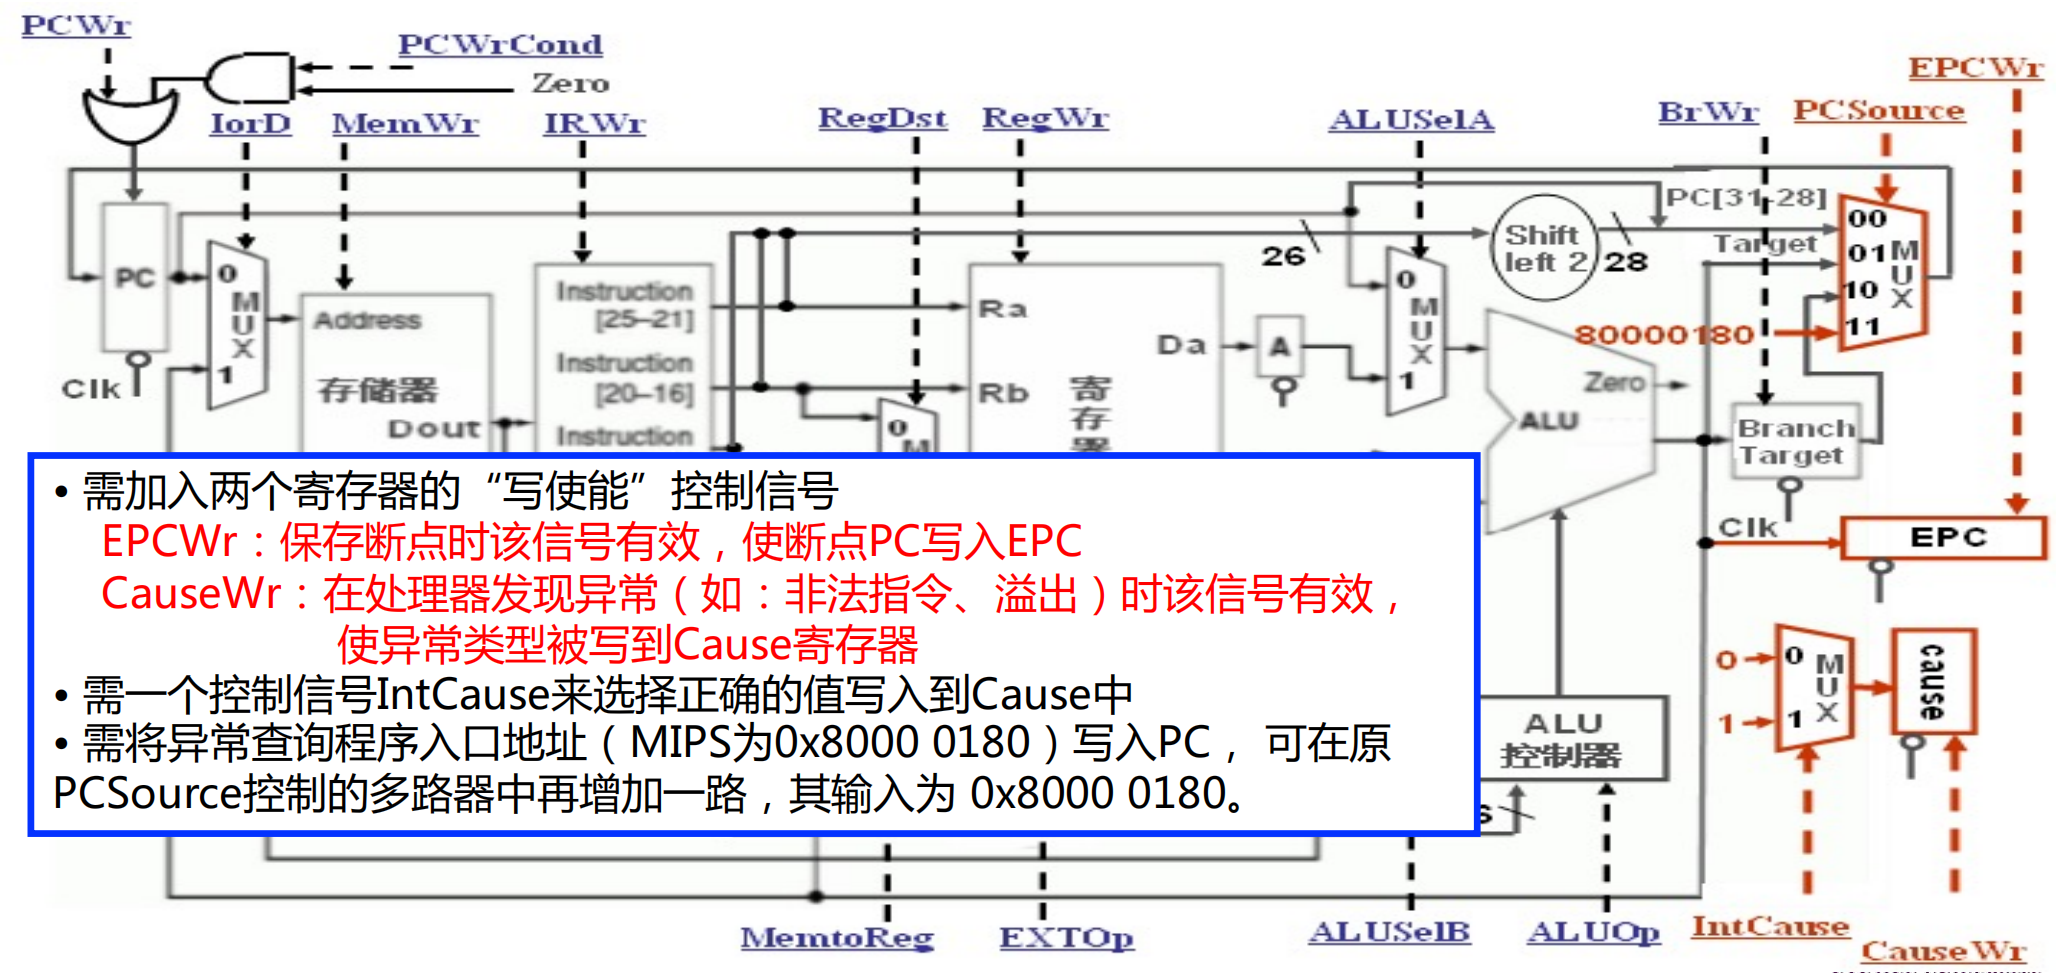 PCWr
PCWrCond
Zero
EPCWr
IorD
MemWr
IRWr
RegDst
RegWr
ALUSelA
BrWr
PCSource
PC[31-28]
00
Shift
left 2
Target
26
28
01
10
11
M
U
X
PC
0
M
U
X
1
Address
Instruction
[25–21]
Ra
0
M
U
X
1
80000180
Clk
存储器
Instruction
[20–16]
Rb
Da
A
寄
存
器
Zero
ALU
Dout
Instruction
0
M
Branch
Target
Clk
EPC
• 需加入两个寄存器的“写使能”控制信号
EPCWr：保存断点时该信号有效，使断点PC写入EPC
CauseWr：在处理器发现异常（如：非法指令、溢出）时该信号有效，
使异常类型被写到Cause寄存器
• 需一个控制信号IntCause来选择正确的值写入到Cause中
• 需将异常查询程序入口地址（MIPS为0x8000 0180）写入PC， 可在原
PCSource控制的多路器中再增加一路，其输入为 0x8000 0180。
0
1
0
M
U
X
1
cause
ALU
控制器
MemtoReg
EXTOp
ALUSelB
ALUOp
IntCause
CauseWr